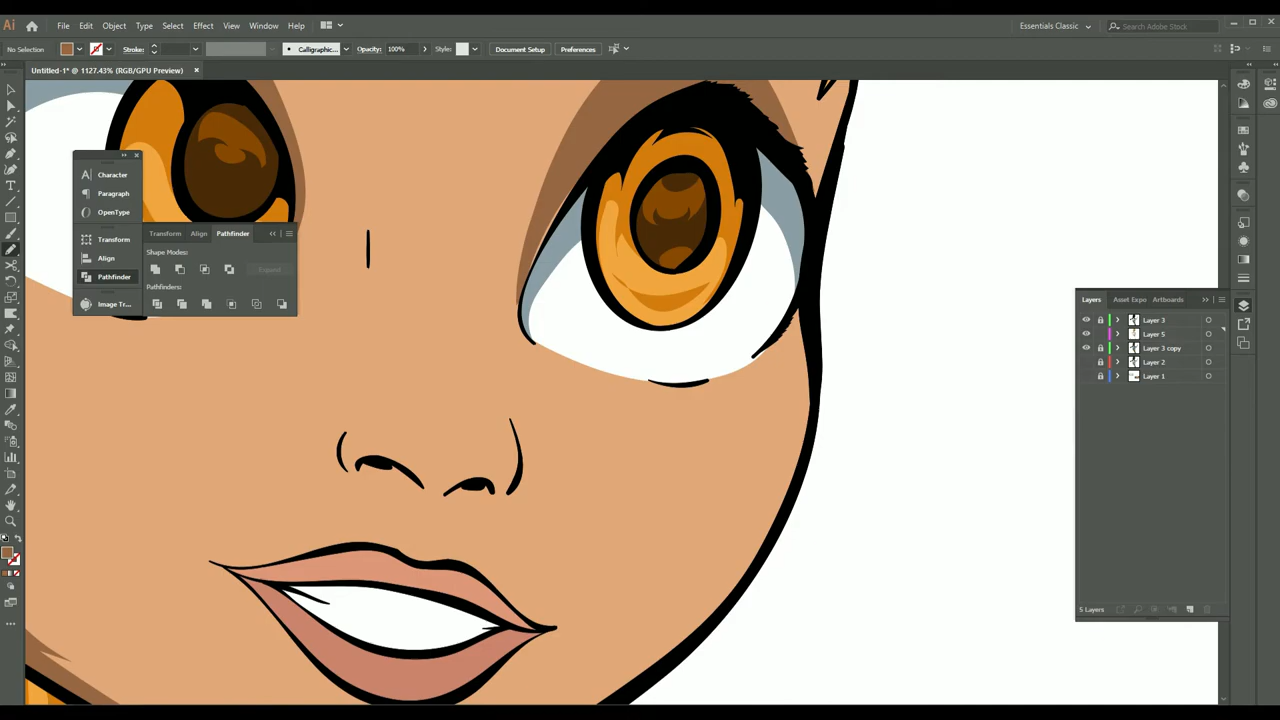 Ai File Edit Object Type Select Effect View Window Help Essentials Classic Search Adobe Stock
No Selection Stroke: Calligraphic... Opacity: 100% Style: Document Setup Preferences
Untitled-1* @ 1127.43% (RGB/GPU Preview) ×
Character
Paragraph
OpenType
Transform
Align
Pathfinder
Image Tr...
Transform Align Pathfinder
Shape Modes:
Expand
Pathfinders:
Layers Asset Expo Artboards
Layer 3
Layer 5
Layer 3 copy
Layer 2
Layer 1
5 Layers